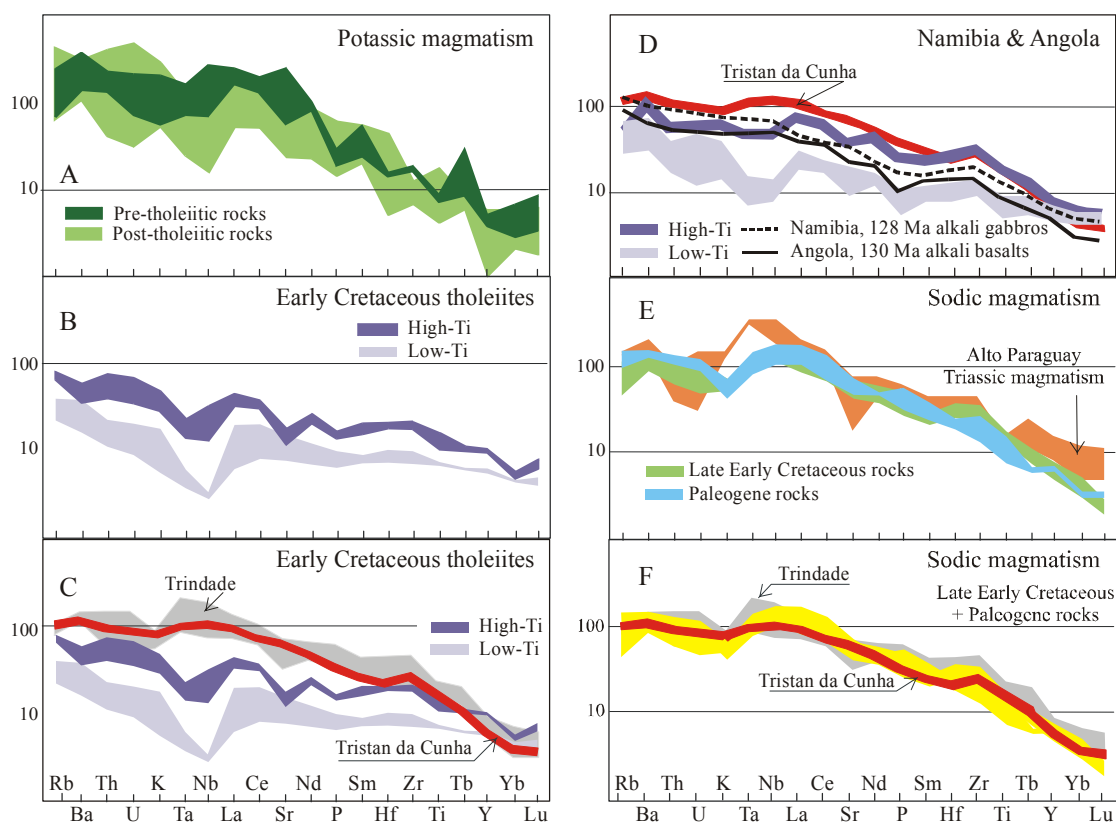 Potassic magmatism
100
A
10
Pre-tholeiitic rocks
Post-tholeiitic rocks
Early Cretaceous tholeiites
B
High-Ti
Low-Ti
100
10
Early Cretaceous tholeiites
C
Trindade
100
High-Ti
Low-Ti
10
Tristan da Cunha
Rb Th K Nb Ce Nd Sm Zr Tb Yb
Ba U Ta La Sr P Hf Ti Y Lu
D
Namibia & Angola
Tristan da Cunha
100
10
High-Ti
Namibia, 128 Ma alkali gabbros
Low-Ti
Angola, 130 Ma alkali basalts
E
Sodic magmatism
100
Alto Paraguay
Triassic magmatism
10
Late Early Cretaceous rocks
Paleogene rocks
F
Sodic magmatism
Trindade
Late Early Cretaceous
+ Paleogene rocks
100
Tristan da Cunha
10
Rb Th K Nb Ce Nd Sm Zr Tb Yb
Ba U Ta La Sr P Hf Ti Y Lu